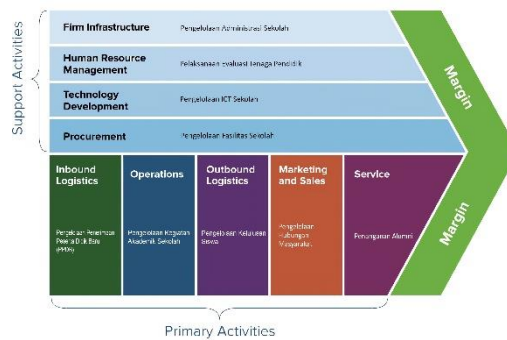 Support Activities
Firm Infrastructure
Pengelolaan Administrasi Sekolah
Human Resource
Management
Pelaksanaan Evaluasi Tenaga Pendidik
Technology
Development
Pengelolaan ICT Sekolah
Procurement
Pengelolaan Fasilitas Sekolah
Margin
Inbound
Logistics
Pengelolaan Penerimaan
Peserta Didik Baru
(PPDB)
Operations
Pengelolaan Kegiatan
Akademik Sekolah
Outbound
Logistics
Pengelolaan Kelulusan
Siswa
Marketing
and Sales
Pengelolaan
Hubungan
Masyarakat
Service
Penanganan Alumni
Margin
Primary Activities